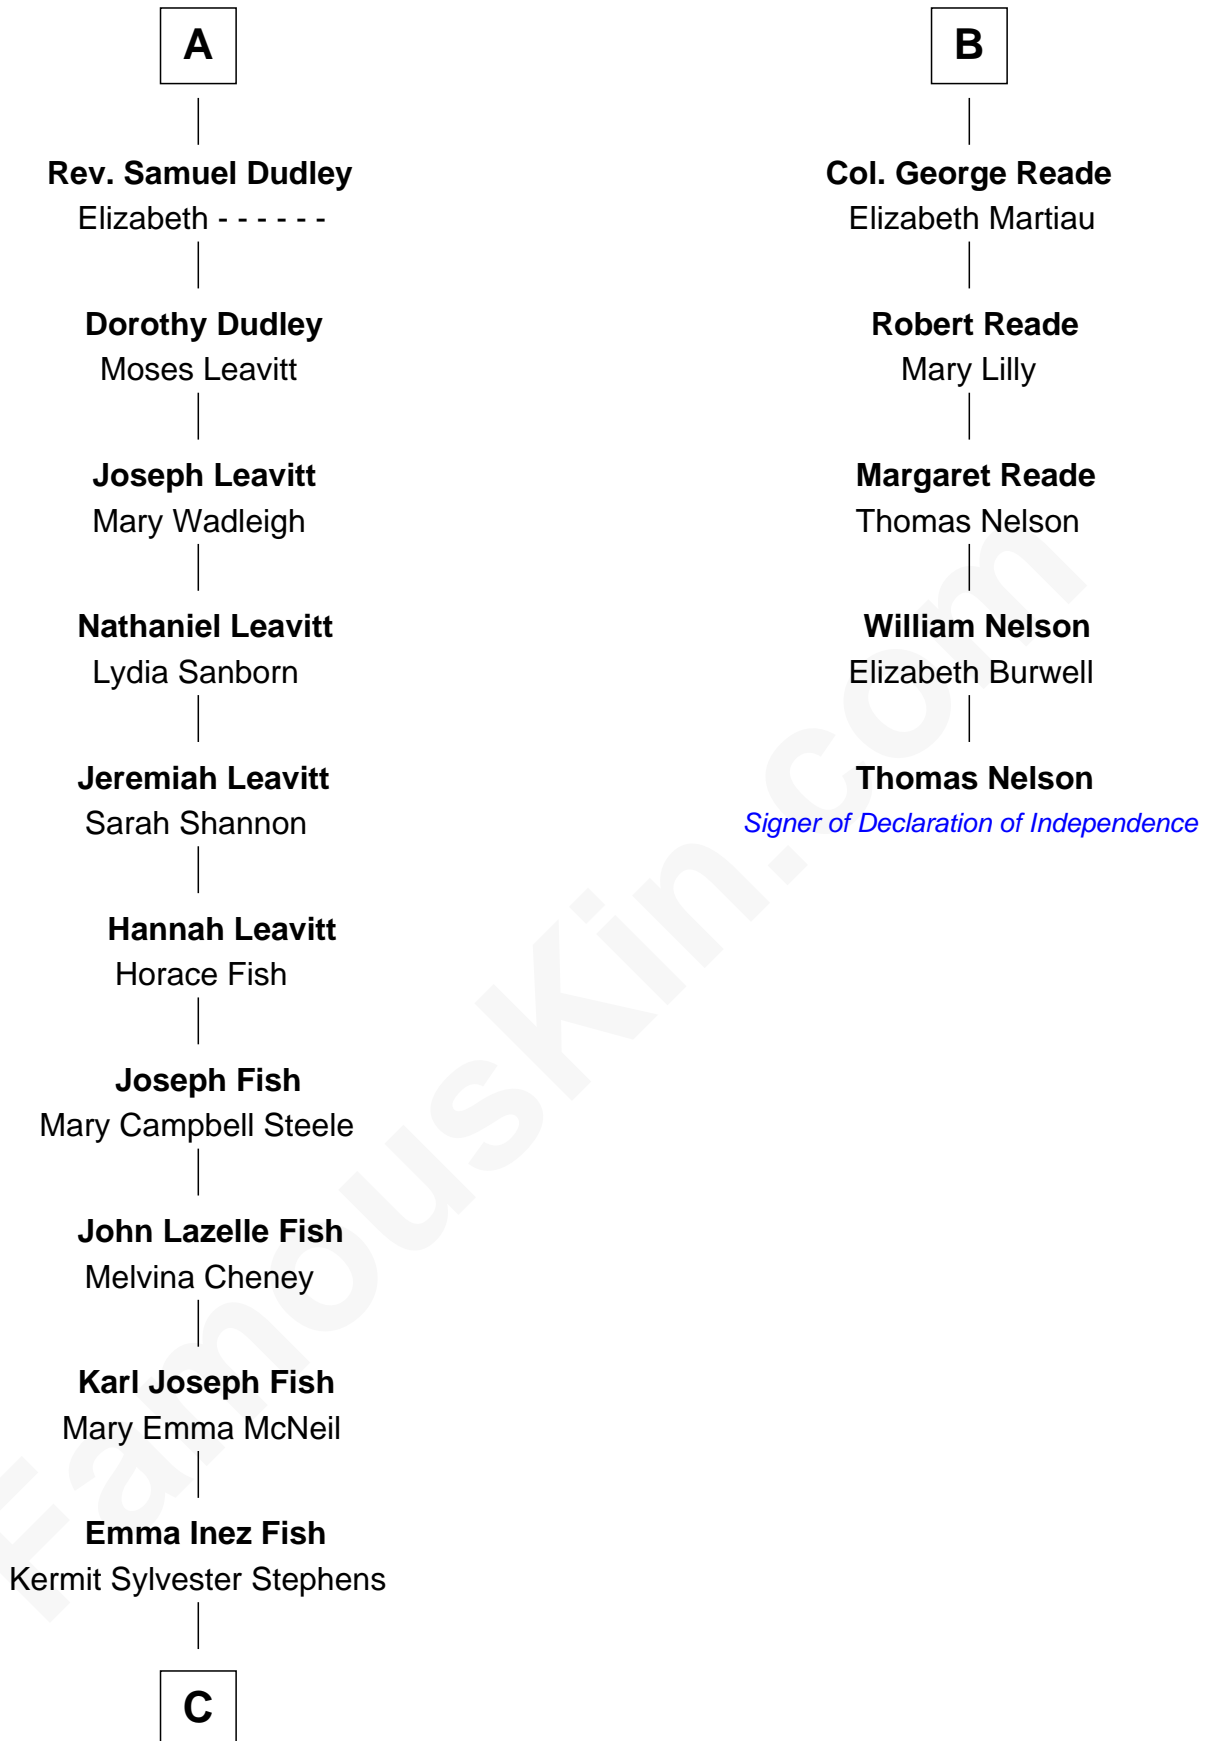 A
Rev. Samuel Dudley
Elizabeth - - - - - -
Dorothy Dudley
Moses Leavitt
Joseph Leavitt
Mary Wadleigh
Nathaniel Leavitt
Lydia Sanborn
Jeremiah Leavitt
Sarah Shannon
Hannah Leavitt
Horace Fish
Joseph Fish
Mary Campbell Steele
John Lazelle Fish
Melvina Cheney
Karl Joseph Fish
Mary Emma McNeil
Emma Inez Fish
Kermit Sylvester Stephens
C
B
Col. George Reade
Elizabeth Martiau
Robert Reade
Mary Lilly
Margaret Reade
Thomas Nelson
William Nelson
Elizabeth Burwell
Thomas Nelson
Signer of Declaration of Independence
FamousKin.com